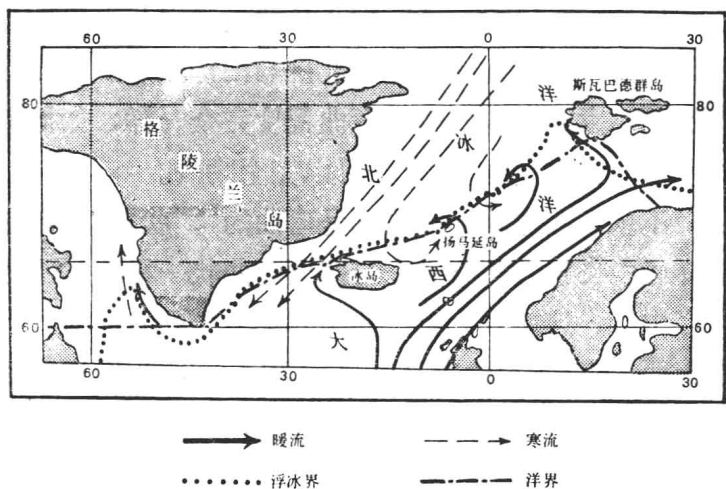 60 30 0
80 斯瓦巴德群岛 80
洋
冰
北
格陵兰岛
洋
扬马延岛
冰岛
西
大
60 60
60 30 0 30
暖流 寒流
浮冰界 洋界